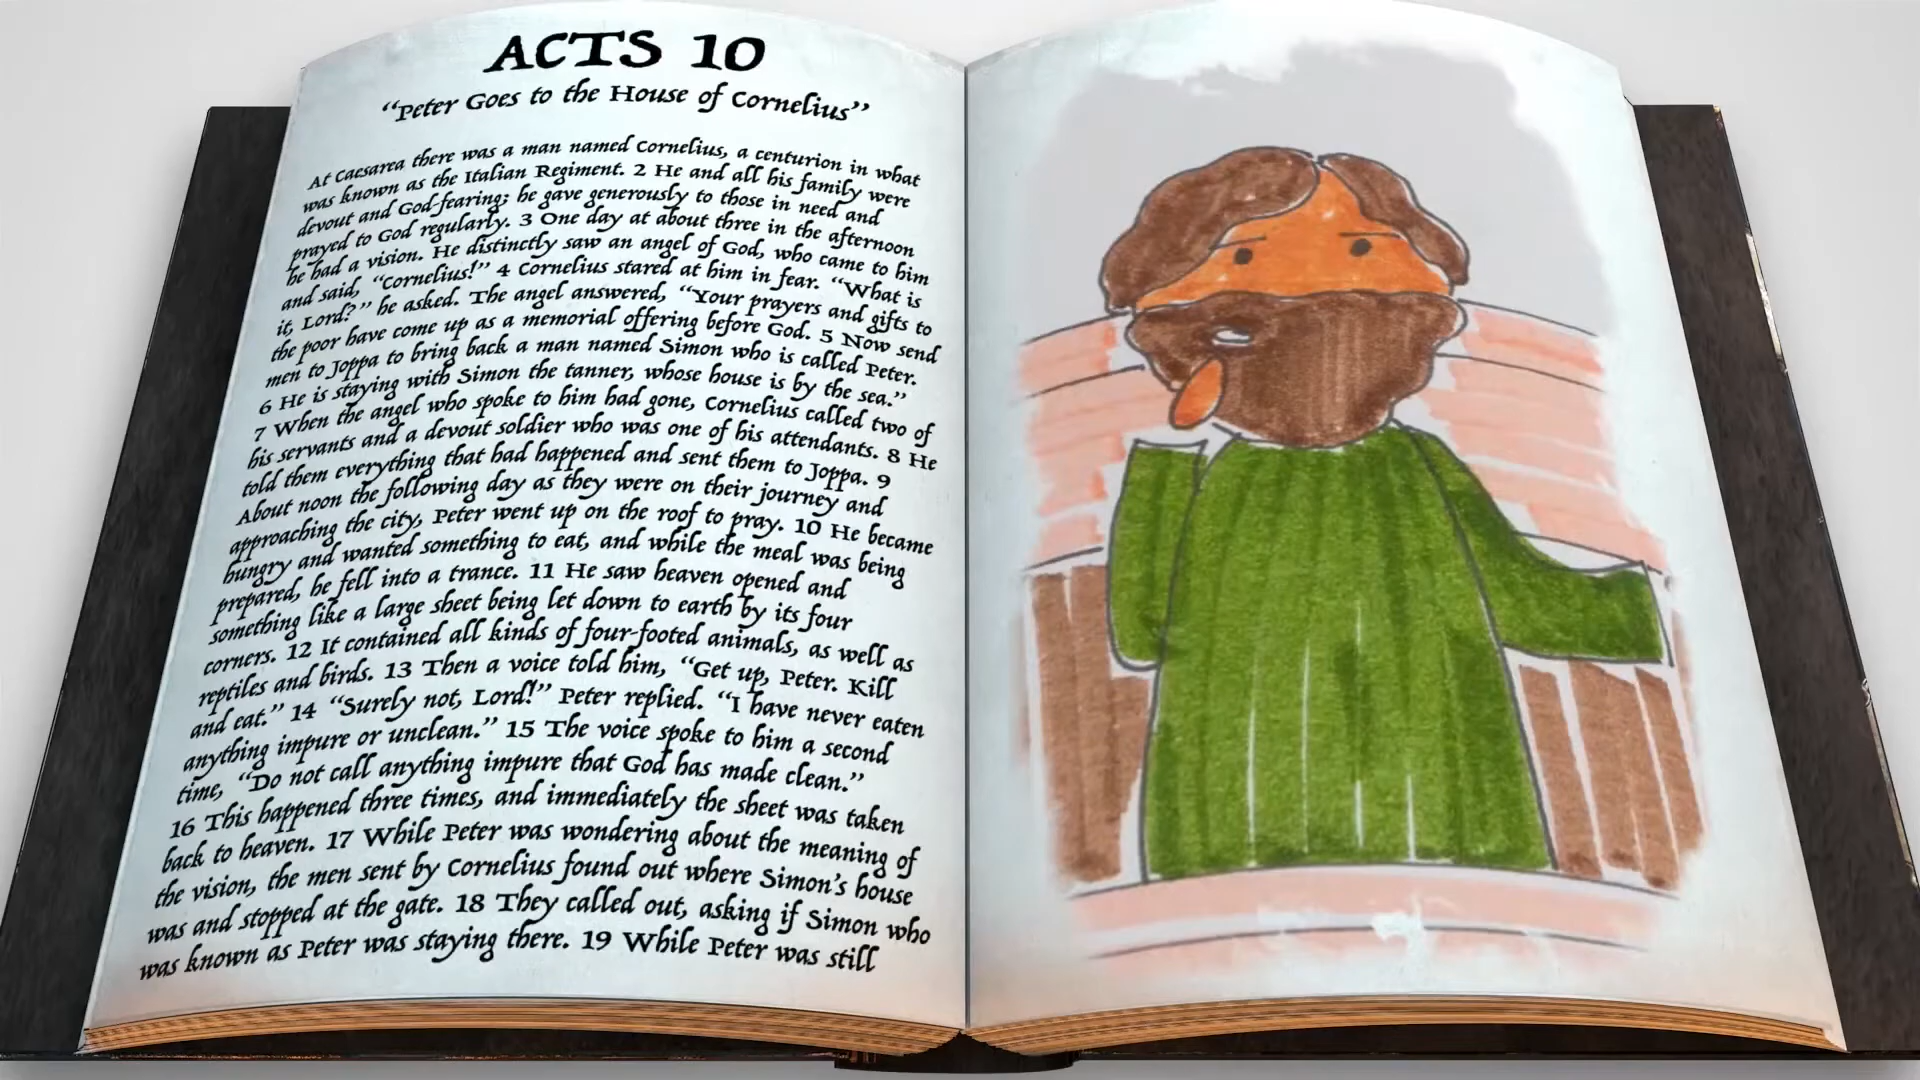 ACTS 10
“Peter Goes to the House of Cornelius”
At Caesarea there was a man named Cornelius, a centurion in what
was known as the Italian Regiment. 2 He and all his family were
devout and God-fearing; he gave generously to those in need and
prayed to God regularly. 3 One day at about three in the afternoon
he had a vision. He distinctly saw an angel of God, who came to him
and said, “Cornelius!” 4 Cornelius stared at him in fear. “What is
it, Lord?” he asked. The angel answered, “Your prayers and gifts to
the poor have come up as a memorial offering before God. 5 Now send
men to Joppa to bring back a man named Simon who is called Peter.
6 He is staying with Simon the tanner, whose house is by the sea.”
7 When the angel who spoke to him had gone, Cornelius called two of
his servants and a devout soldier who was one of his attendants. 8 He
told them everything that had happened and sent them to Joppa. 9
About noon the following day as they were on their journey and
approaching the city, Peter went up on the roof to pray. 10 He became
hungry and wanted something to eat, and while the meal was being
prepared, he fell into a trance. 11 He saw heaven opened and
something like a large sheet being let down to earth by its four
corners. 12 It contained all kinds of four-footed animals, as well as
reptiles and birds. 13 Then a voice told him, “Get up, Peter. Kill
and eat.” 14 “Surely not, Lord!” Peter replied. “I have never eaten
anything impure or unclean.” 15 The voice spoke to him a second
time, “Do not call anything impure that God has made clean.”
16 This happened three times, and immediately the sheet was taken
back to heaven. 17 While Peter was wondering about the meaning of
the vision, the men sent by Cornelius found out where Simon’s house
was and stopped at the gate. 18 They called out, asking if Simon who
was known as Peter was staying there. 19 While Peter was still